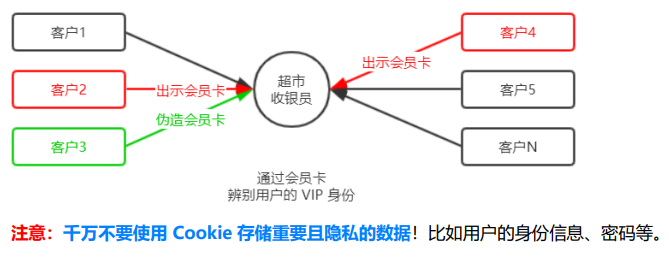 客户1
客户4
出示会员卡
客户2
出示会员卡
超市
收银员
客户5
客户3
伪造会员卡
客户N
通过会员卡
辨别用户的 VIP 身份
注意：千万不要使用 Cookie 存储重要且隐私的数据！比如用户的身份信息、密码等。